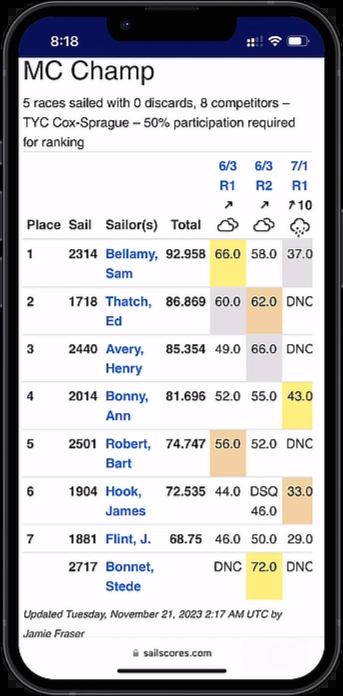 8:18
MC Champ
5 races sailed with 0 discards, 8 competitors –
TYC Cox-Sprague – 50% participation required
for ranking
6/3 6/3 7/1
R1 R2 R1
↗ ↗ ↗10
Place Sail Sailor(s) Total
1 2314 Bellamy, Sam 92.958 66.0 58.0 37.0
2 1718 Thatch, Ed 86.869 60.0 62.0 DNC
3 2440 Avery, Henry 85.354 49.0 66.0 DNC
4 2014 Bonny, Ann 81.696 52.0 55.0 43.0
5 2501 Robert, Bart 74.747 56.0 52.0 DNC
6 1904 Hook, James 72.535 44.0 DSQ 46.0 33.0
7 1881 Flint, J. 68.75 46.0 50.0 29.0
2717 Bonnet, Stede DNC 72.0 DNC
Updated Tuesday, November 21, 2023 2:17 AM UTC by
Jamie Fraser
sailscores.com